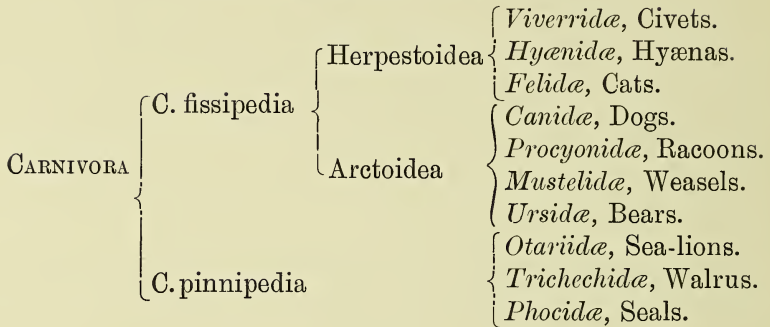 Viverridæ, Civets.
Herpestoidea Hyænidæ, Hyænas.
Felidæ, Cats.
C. fissipedia
Canidæ, Dogs.
Procyonidæ, Racoons.
Arctoidea
CARNIVORA
Mustelidæ, Weasels.
Ursidæ, Bears.
Otariidæ, Sea-lions.
C. pinnipedia Trichechidæ, Walrus.
Phocidæ, Seals.